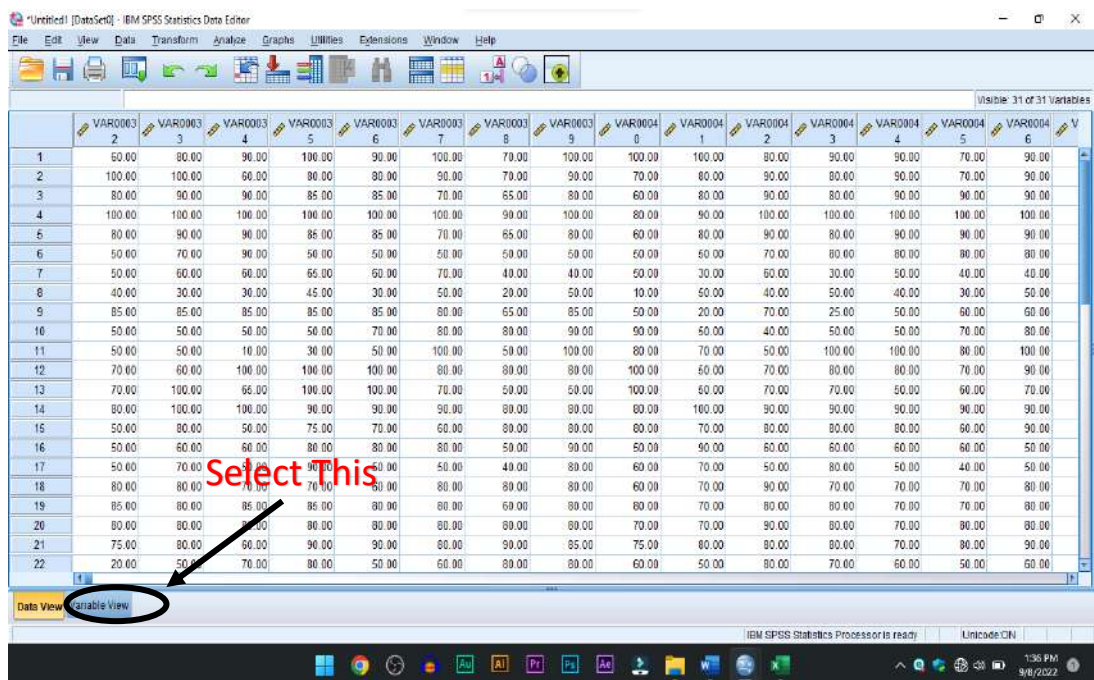 *Untitled1 [DataSet0] - IBM SPSS Statistics Data Editor
File Edit View Data Transform Analyze Graphs Utilities Extensions Window Help
Visible: 31 of 31 Variables
VAR00032 VAR00033 VAR00034 VAR00035 VAR00036 VAR00037 VAR00038 VAR00039 VAR00040 VAR00041 VAR00042 VAR00043 VAR00044 VAR00045 VAR00046 V
1 60.00 80.00 90.00 100.00 90.00 100.00 70.00 100.00 100.00 100.00 80.00 90.00 90.00 70.00 90.00
2 100.00 100.00 60.00 80.00 80.00 90.00 70.00 90.00 70.00 80.00 90.00 80.00 90.00 70.00 90.00
3 80.00 90.00 90.00 85.00 85.00 70.00 65.00 80.00 60.00 80.00 90.00 80.00 90.00 90.00 90.00
4 100.00 100.00 100.00 100.00 100.00 100.00 90.00 100.00 80.00 90.00 100.00 100.00 100.00 100.00 100.00
5 80.00 90.00 90.00 85.00 85.00 70.00 65.00 80.00 60.00 80.00 90.00 80.00 90.00 90.00 90.00
6 50.00 70.00 90.00 50.00 50.00 50.00 50.00 50.00 50.00 50.00 70.00 80.00 80.00 80.00 80.00
7 50.00 60.00 60.00 65.00 60.00 70.00 40.00 40.00 50.00 30.00 60.00 30.00 50.00 40.00 40.00
8 40.00 30.00 30.00 45.00 30.00 50.00 20.00 50.00 10.00 50.00 40.00 50.00 40.00 30.00 50.00
9 85.00 85.00 85.00 85.00 85.00 80.00 65.00 85.00 50.00 20.00 70.00 25.00 50.00 60.00 60.00
10 50.00 50.00 50.00 50.00 70.00 80.00 80.00 90.00 90.00 50.00 40.00 50.00 50.00 70.00 80.00
11 50.00 50.00 10.00 30.00 50.00 100.00 50.00 100.00 80.00 70.00 50.00 100.00 100.00 80.00 100.00
12 70.00 60.00 100.00 100.00 100.00 80.00 80.00 80.00 100.00 50.00 70.00 80.00 80.00 70.00 90.00
13 70.00 100.00 65.00 100.00 100.00 70.00 50.00 50.00 100.00 60.00 70.00 70.00 50.00 60.00 70.00
14 80.00 100.00 100.00 90.00 90.00 90.00 80.00 80.00 80.00 100.00 90.00 90.00 90.00 90.00 90.00
15 50.00 80.00 50.00 75.00 70.00 60.00 80.00 80.00 80.00 70.00 80.00 80.00 80.00 60.00 90.00
16 50.00 60.00 60.00 80.00 80.00 80.00 50.00 90.00 50.00 90.00 60.00 60.00 60.00 60.00 50.00
17 50.00 70.00 50.00 40.00 80.00 60.00 70.00 50.00 80.00 50.00 40.00 50.00
Select This
18 80.00 80.00 70.00 70.00 80.00 80.00 80.00 60.00 70.00 90.00 70.00 70.00 70.00 80.00
19 85.00 80.00 85.00 85.00 80.00 80.00 60.00 80.00 80.00 70.00 80.00 80.00 70.00 70.00 80.00
20 80.00 80.00 80.00 80.00 80.00 80.00 80.00 70.00 70.00 90.00 80.00 70.00 80.00 80.00
21 75.00 80.00 60.00 90.00 90.00 80.00 90.00 85.00 75.00 80.00 80.00 80.00 70.00 80.00 90.00
22 20.00 70.00 80.00 50.00 60.00 80.00 80.00 60.00 50.00 80.00 70.00 60.00 50.00 60.00
Data View Variable View
IBM SPSS Statistics Processor is ready Unicode:ON
Au Ai Pr Ps Ae
1:36 PM
9/8/2022